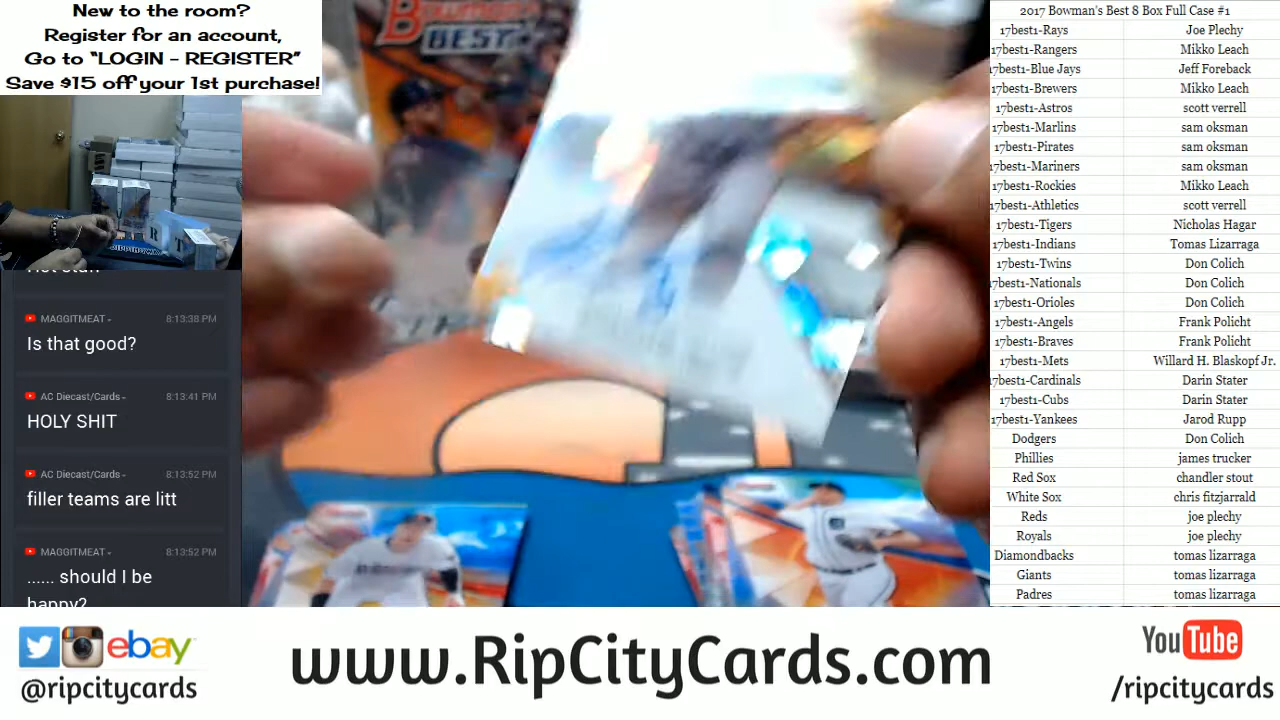 New to the room?
Register for an account,
Go to “LOGIN - REGISTER”
Save $15 off your 1st purchase!
MAGGITMEAT 8:13:38 PM
Is that good?
AC Diecast/Cards 8:13:41 PM
HOLY SHIT
AC Diecast/Cards 8:13:52 PM
filler teams are litt
MAGGITMEAT 8:13:52 PM
...... should I be
happy?
Bowman's
BEST
2017 Bowman's Best 8 Box Full Case #1
17best1-Rays Joe Plechy
17best1-Rangers Mikko Leach
17best1-Blue Jays Jeff Foreback
17best1-Brewers Mikko Leach
17best1-Astros scott verrell
17best1-Marlins sam oksman
17best1-Pirates sam oksman
17best1-Mariners sam oksman
17best1-Rockies Mikko Leach
17best1-Athletics scott verrell
17best1-Tigers Nicholas Hagar
17best1-Indians Tomas Lizarraga
17best1-Twins Don Colich
17best1-Nationals Don Colich
17best1-Orioles Don Colich
17best1-Angels Frank Policht
17best1-Braves Frank Policht
17best1-Mets Willard H. Blaskopf Jr.
17best1-Cardinals Darin Stater
17best1-Cubs Darin Stater
17best1-Yankees Jarod Rupp
Dodgers Don Colich
Phillies james trucker
Red Sox chandler stout
White Sox chris fitzjarrald
Reds joe plechy
Royals joe plechy
Diamondbacks tomas lizarraga
Giants tomas lizarraga
Padres tomas lizarraga
ebay
@ripcitycards
www.RipCityCards.com
YouTube
/ripcitycards